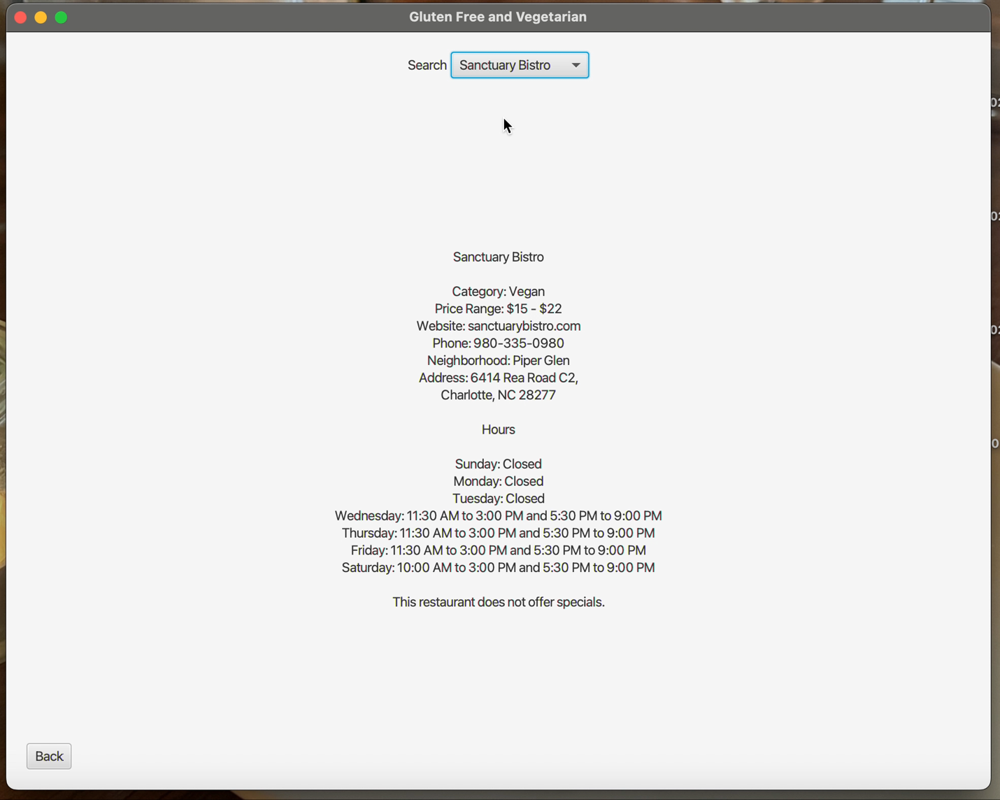 Gluten Free and Vegetarian
Search Sanctuary Bistro
Sanctuary Bistro
Category: Vegan
Price Range: $15 - $22
Website: sanctuarybistro.com
Phone: 980-335-0980
Neighborhood: Piper Glen
Address: 6414 Rea Road C2,
Charlotte, NC 28277
Hours
Sunday: Closed
Monday: Closed
Tuesday: Closed
Wednesday: 11:30 AM to 3:00 PM and 5:30 PM to 9:00 PM
Thursday: 11:30 AM to 3:00 PM and 5:30 PM to 9:00 PM
Friday: 11:30 AM to 3:00 PM and 5:30 PM to 9:00 PM
Saturday: 10:00 AM to 3:00 PM and 5:30 PM to 9:00 PM
This restaurant does not offer specials.
Back